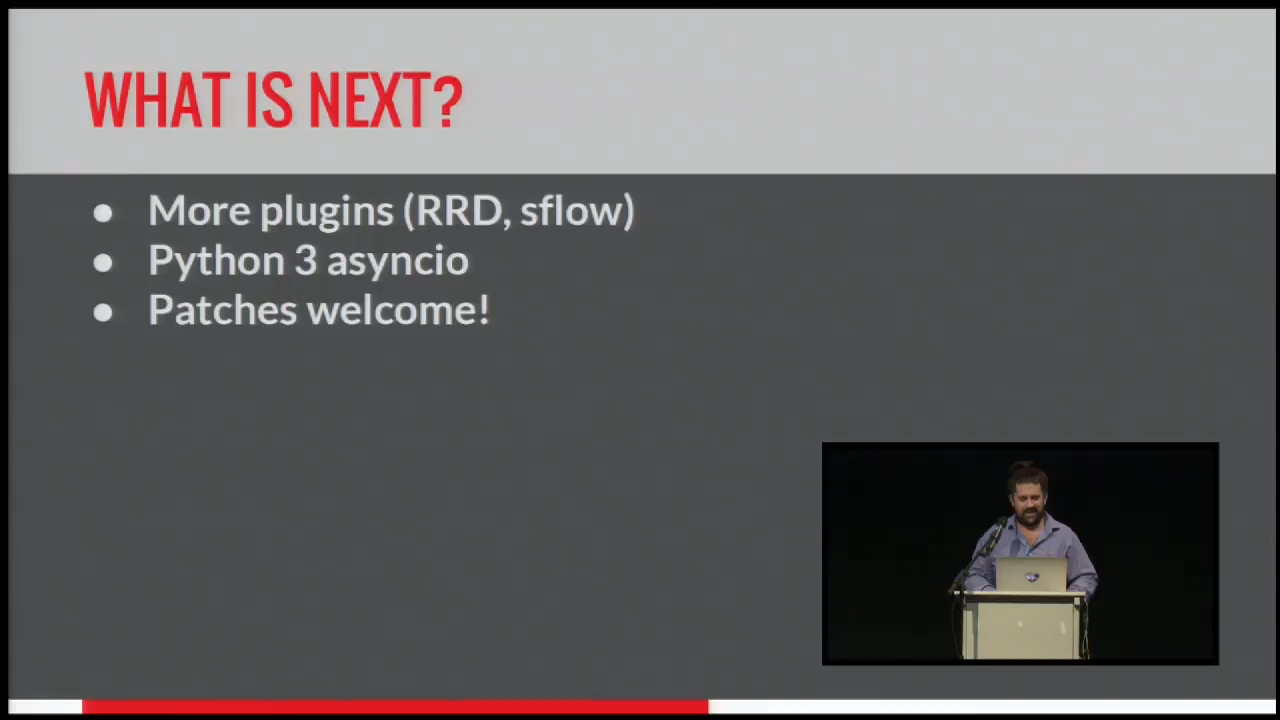 WHAT IS NEXT?
● More plugins (RRD, sflow)
● Python 3 asyncio
● Patches welcome!